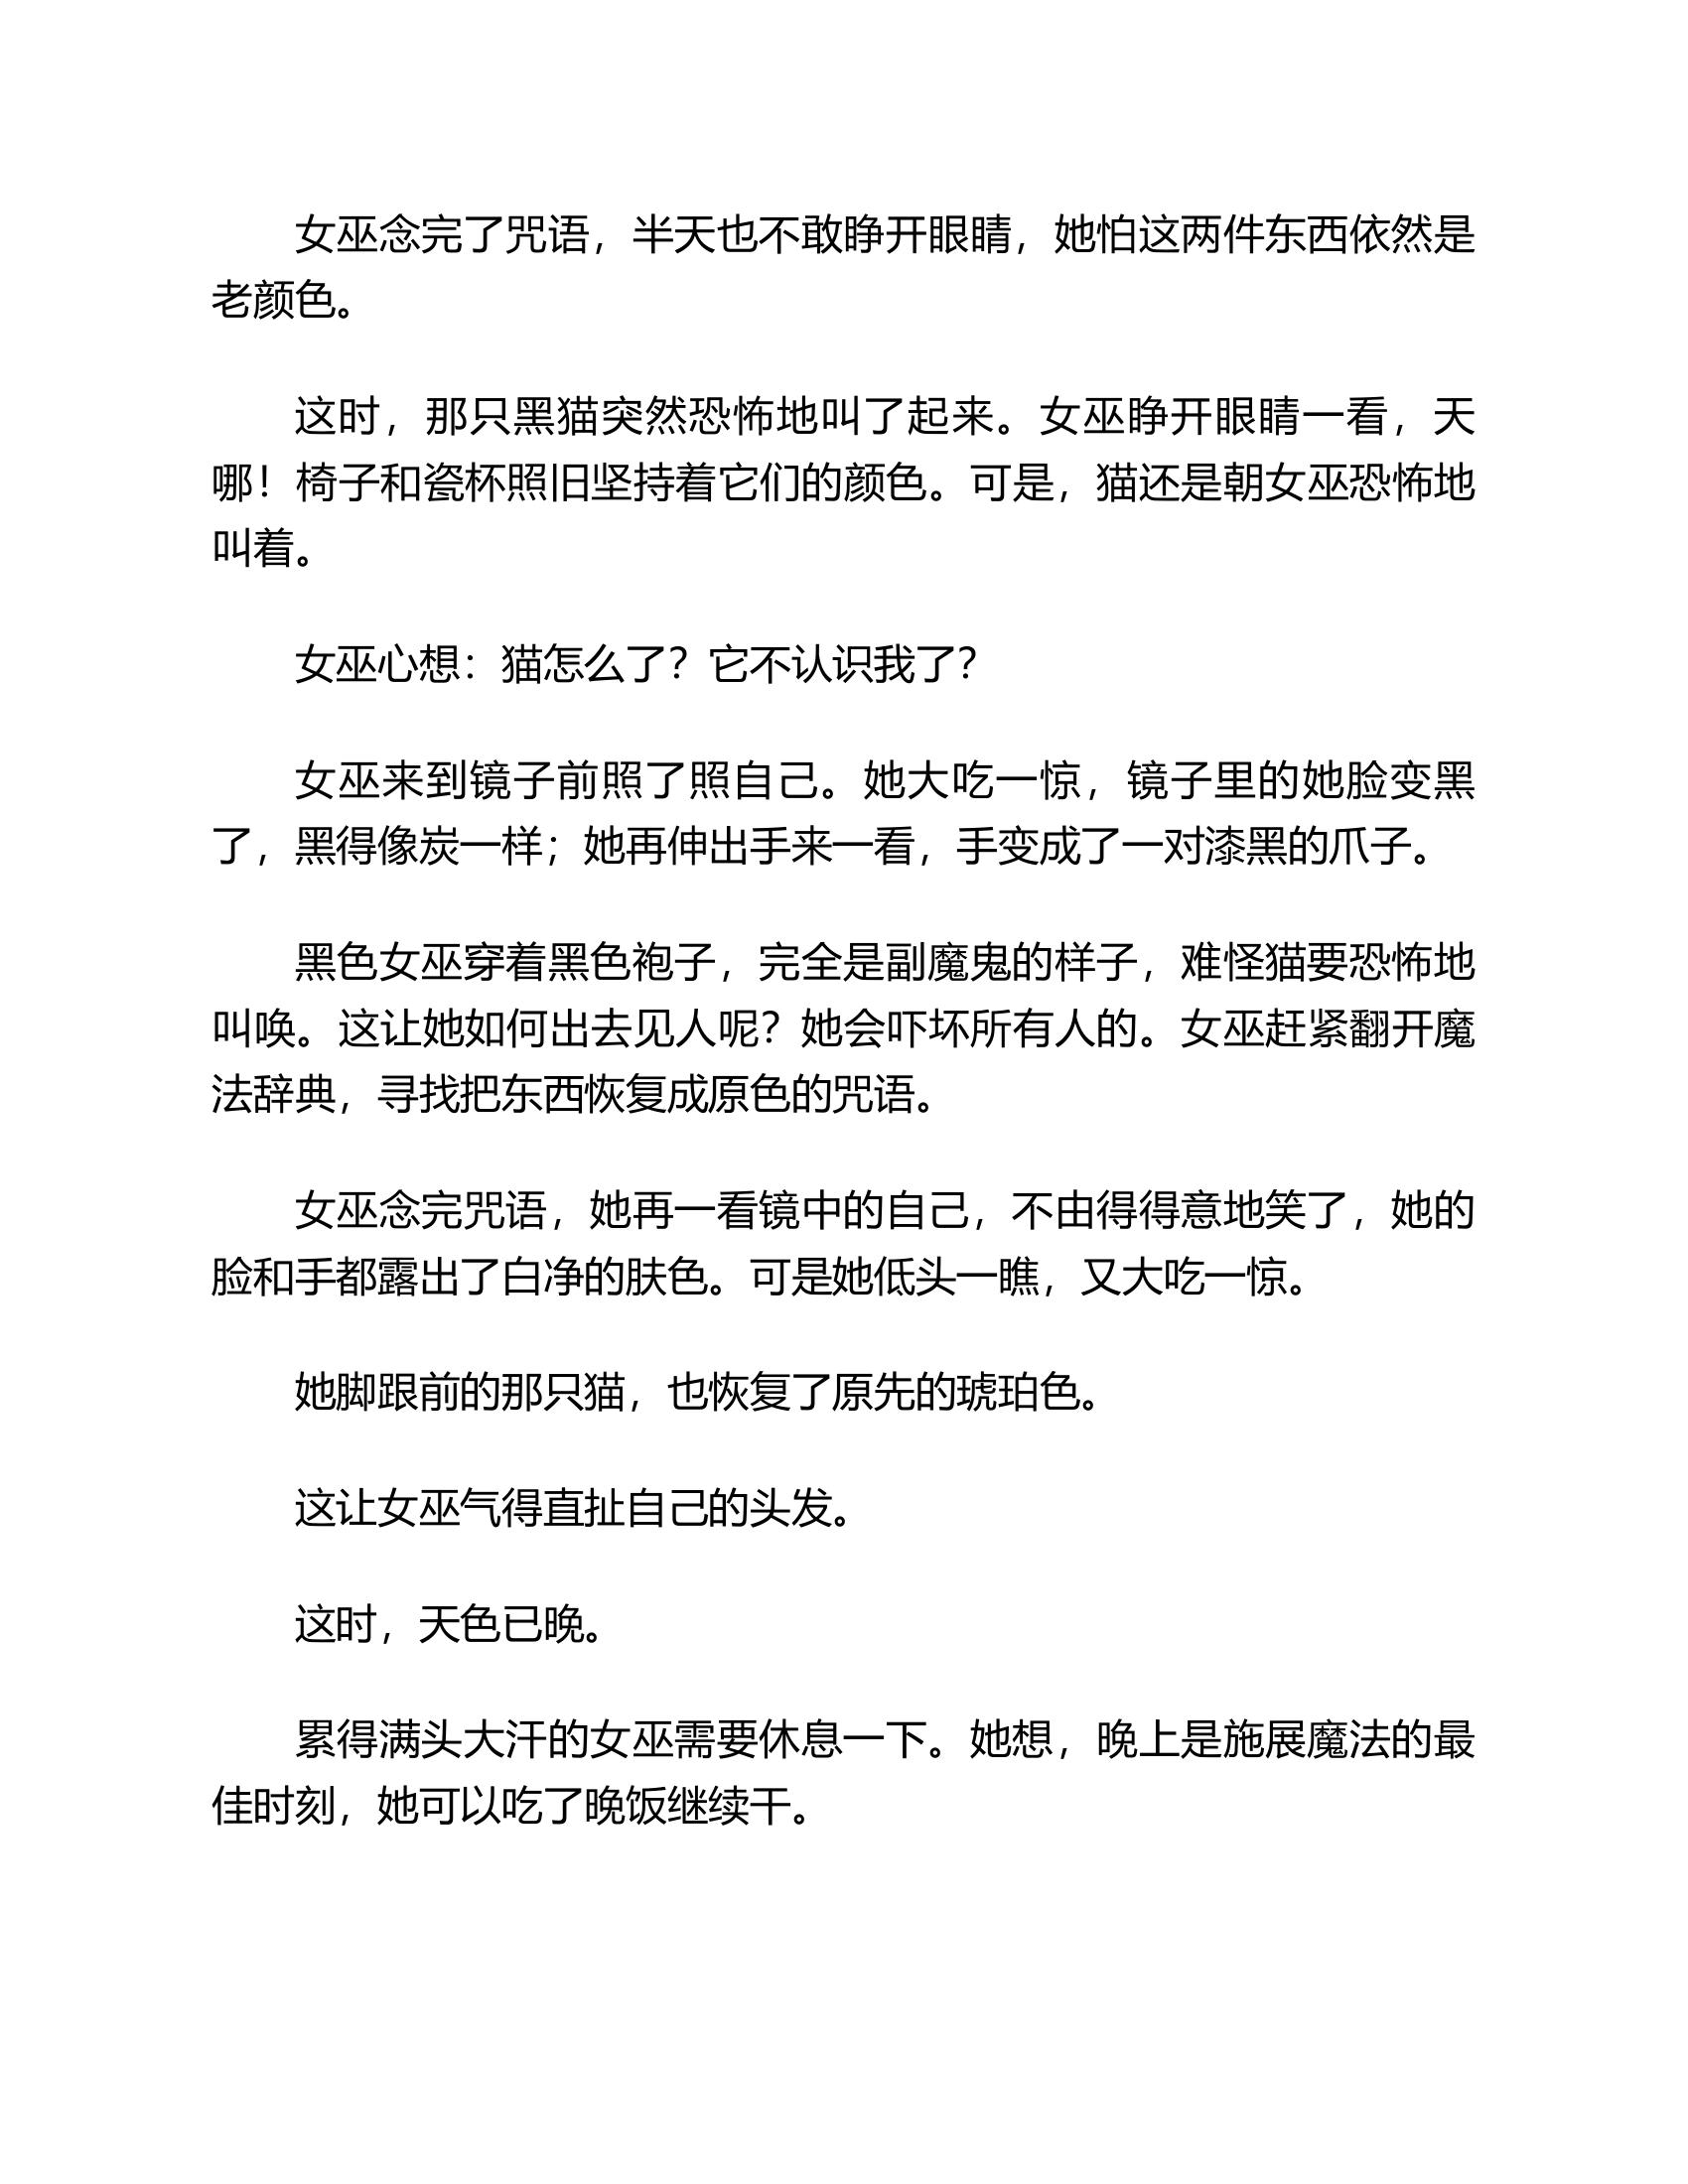 女巫念完了咒语，半天也不敢睁开眼睛，她怕这两件东西依然是
老颜色。
这时，那只黑猫突然恐怖地叫了起来。女巫睁开眼睛一看，天
哪！椅子和瓷杯照旧坚持着它们的颜色。可是，猫还是朝女巫恐怖地
叫着。
女巫心想：猫怎么了？它不认识我了？
女巫来到镜子前照了照自己。她大吃一惊，镜子里的她脸变黑
了，黑得像炭一样；她再伸出手来一看，手变成了一对漆黑的爪子。
黑色女巫穿着黑色袍子，完全是副魔鬼的样子，难怪猫要恐怖地
叫唤。这让她如何出去见人呢？她会吓坏所有人的。女巫赶紧翻开魔
法辞典，寻找把东西恢复成原色的咒语。
女巫念完咒语，她再一看镜中的自己，不由得得意地笑了，她的
脸和手都露出了白净的肤色。可是她低头一瞧，又大吃一惊。
她脚跟前的那只猫，也恢复了原先的琥珀色。
这让女巫气得直扯自己的头发。
这时，天色已晚。
累得满头大汗的女巫需要休息一下。她想，晚上是施展魔法的最
佳时刻，她可以吃了晚饭继续干。